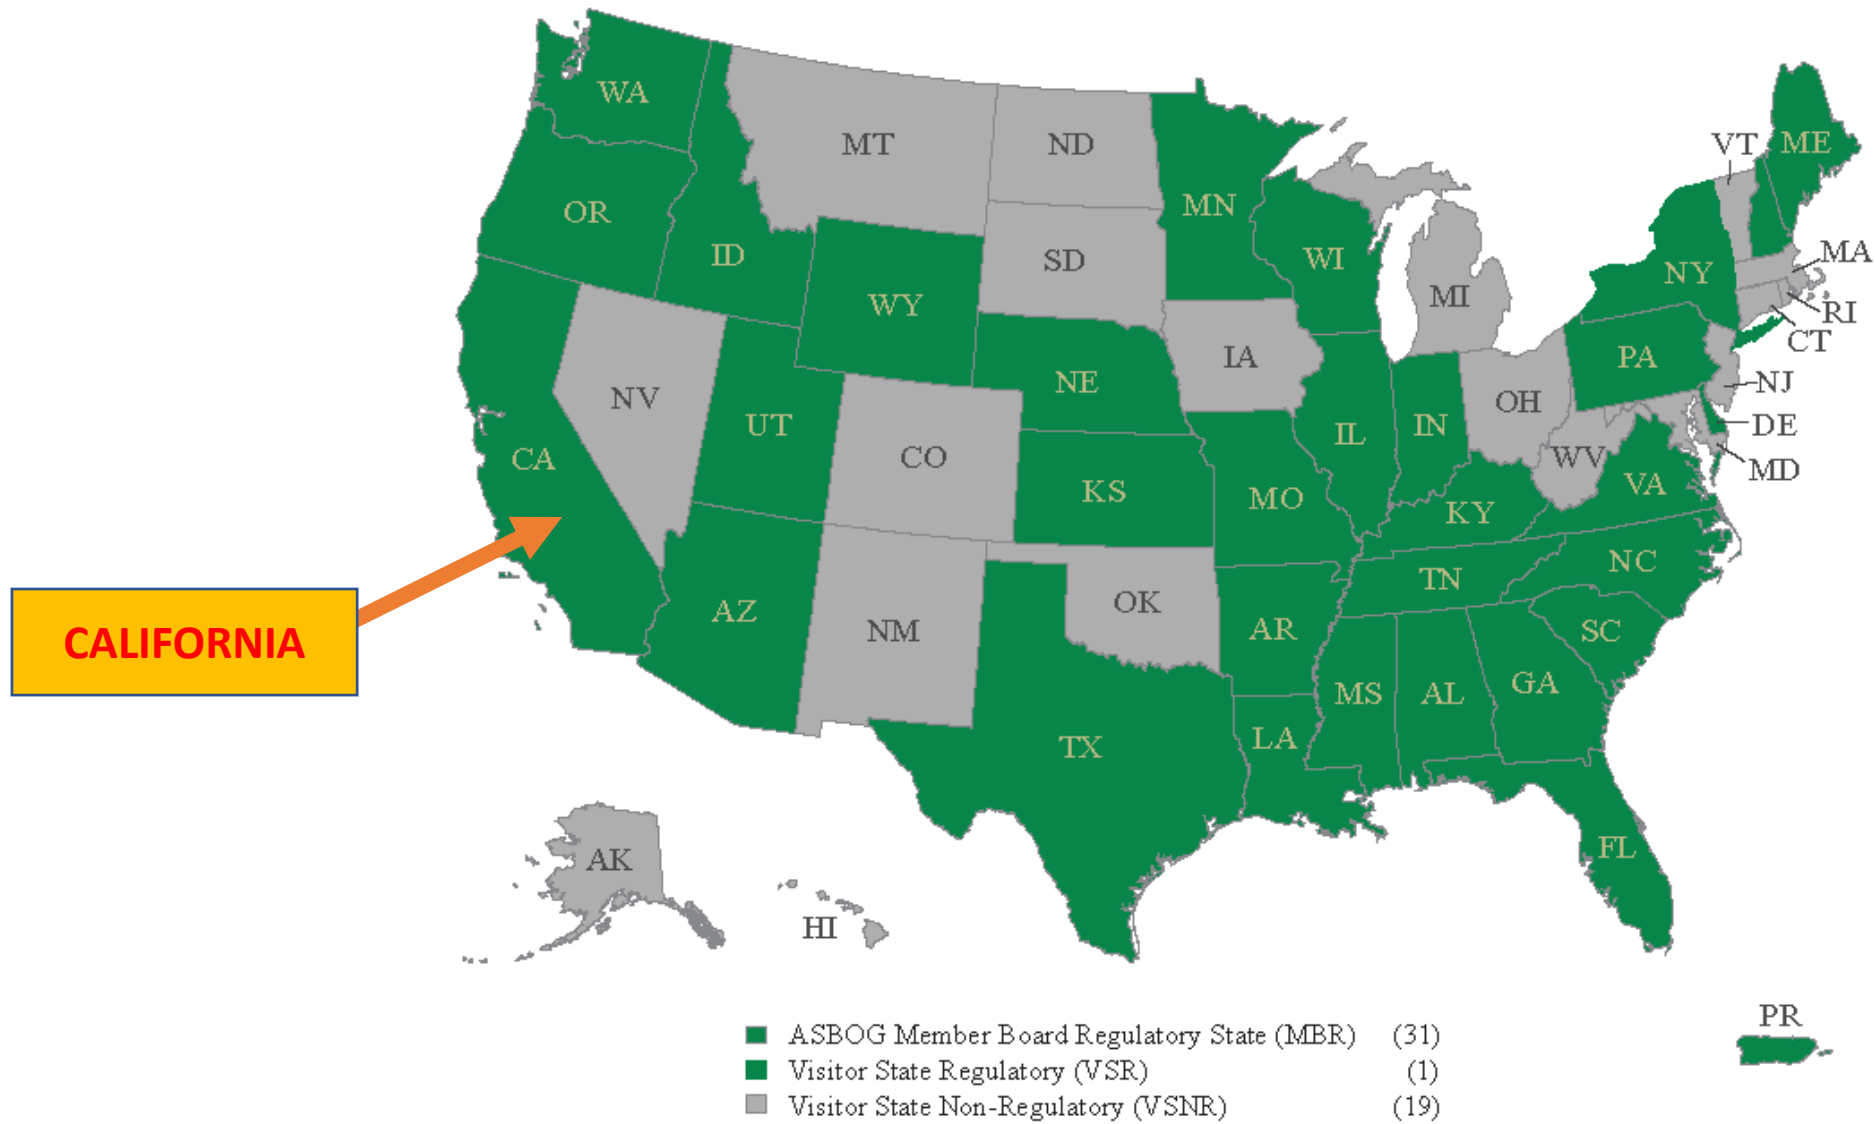 WA
MT
ND
VT
ME
MN
OR
ID
SD
WI
NY
MA
WY
MI
RI
CT
IA
PA
NE
NV
NJ
UT
OH
IL
IN
DE
CO
CA
WV
MD
KS
MO
VA
KY
NC
TN
OK
AZ
NM
AR
SC
CALIFORNIA
GA
MS
AL
LA
TX
FL
AK
HI
PR
ASBOG Member Board Regulatory State (MBR) (31)
Visitor State Regulatory (VSR) (1)
Visitor State Non-Regulatory (VSNR) (19)